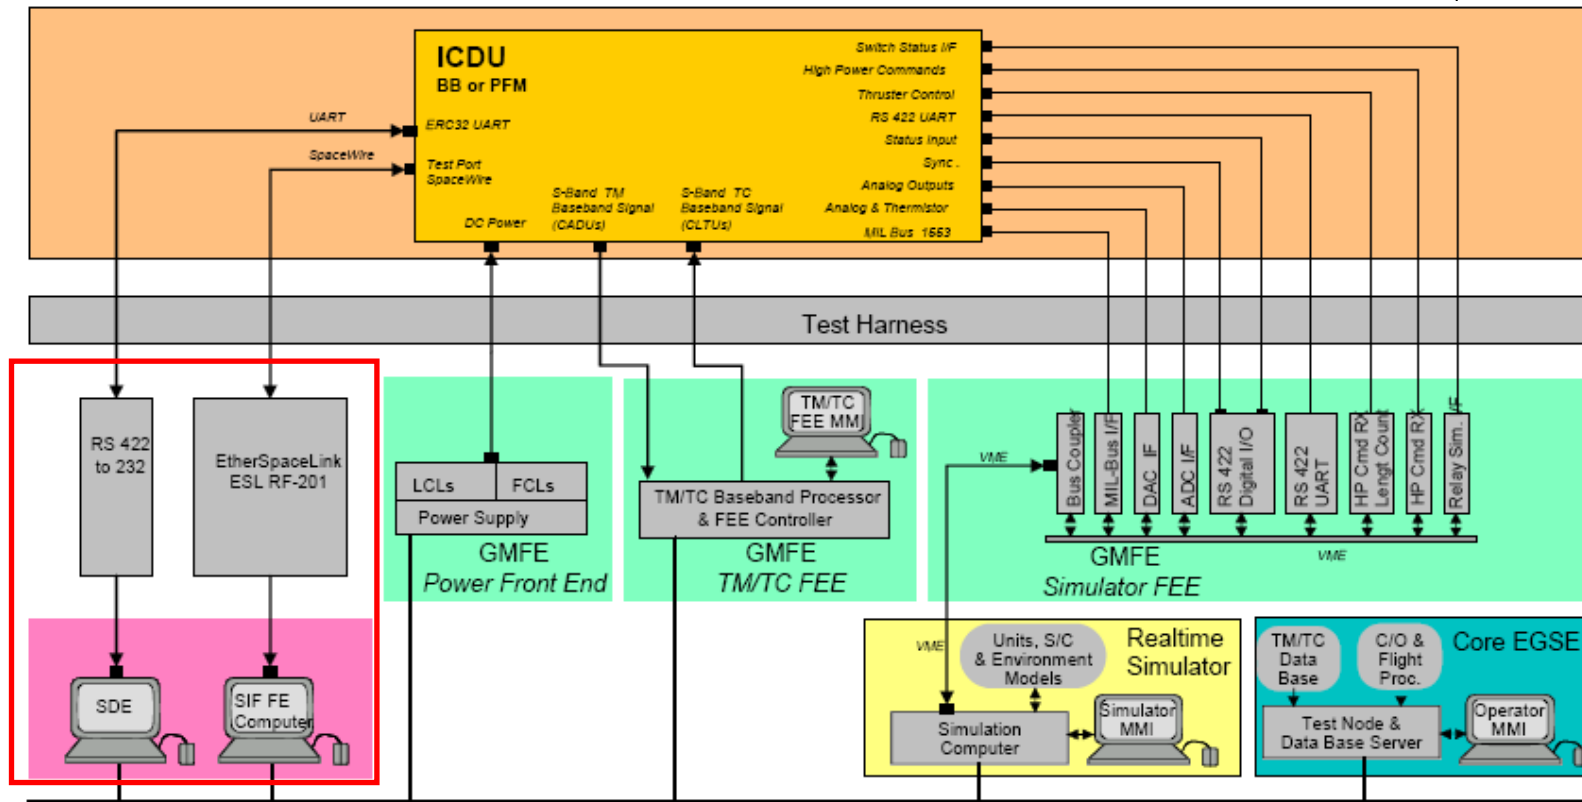 ICDU
BB or PFM
UART
ERC32 UART
SpaceWire
Test Port
SpaceWire
DC Power
S-Band TM
Baseband Signal
(CADUs)
S-Band TC
Baseband Signal
(CLTUs)
Switch Status I/F
High Power Commands
Thruster Control
RS 422 UART
Status Input
Sync .
Analog Outputs
Analog & Thermistor
MIL Bus 1553
Test Harness
RS 422
to 232
EtherSpaceLink
ESL RF-201
SDE
SIF FE
Computer
LCLs
FCLs
Power Supply
GMFE
Power Front End
TM/TC
FEE MMI
TM/TC Baseband Processor
& FEE Controller
GMFE
TM/TC FEE
VME
Bus Coupler
MIL-Bus I/F
DAC IF
ADC I/F
RS 422
Digital I/O
RS 422
UART
HP Cmd RX
Lengt Count
HP Cmd RX
Relay Sim. I/F
GMFE
VME
Simulator FEE
VME
Units, S/C
& Environment
Models
Realtime
Simulator
Simulation
Computer
Simulator
MMI
TM/TC
Data
Base
C/O &
Flight
Proc.
Core EGSE
Test Node &
Data Base Server
Operator
MMI